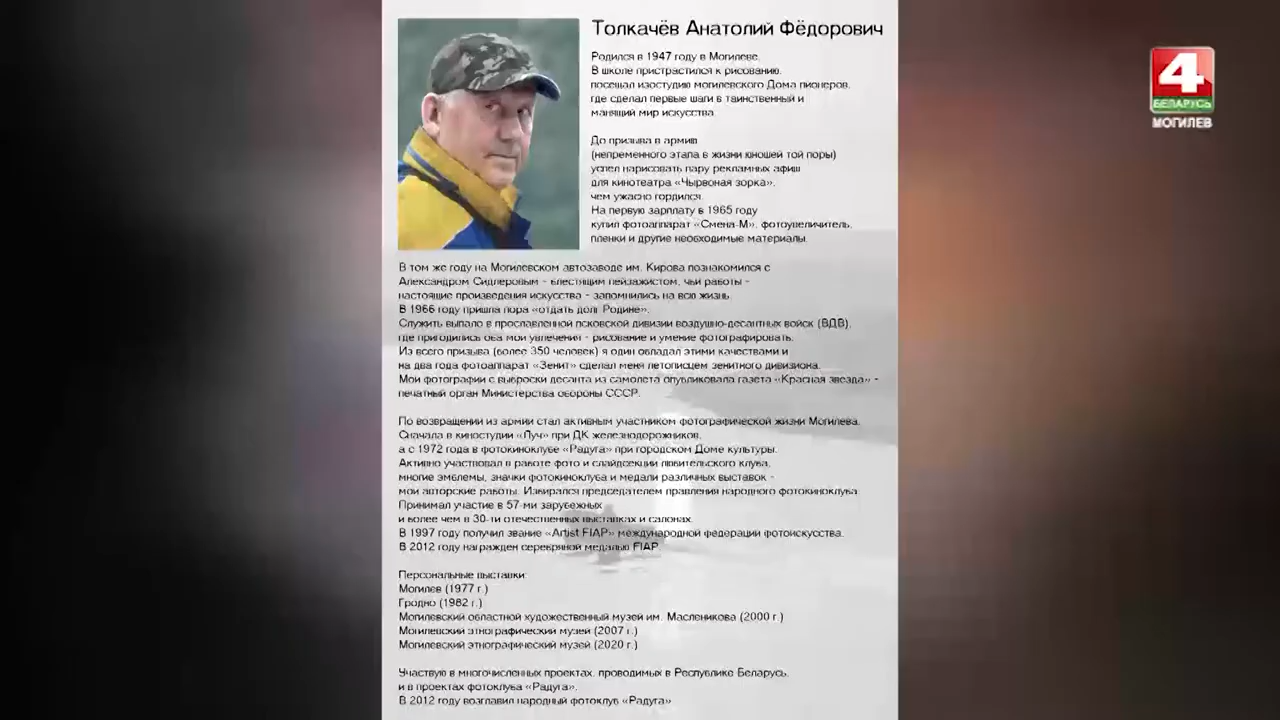 Толкачёв Анатолий Фёдорович
Родился в 1947 году в Могилеве.
В школе пристрастился к рисованию,
посещал изостудию могилевского Дома пионеров,
где сделал первые шаги в таинственный и
манящий мир искусства.
До призыва в армию
(непременного этапа в жизни юношей той поры)
успел нарисовать пару рекламных афиш
для кинотеатра «Чырвоная зорка»,
чем ужасно гордился.
На первую зарплату в 1965 году
купил фотоаппарат «Смена-М», фотоувеличитель,
пленки и другие необходимые материалы.
В том же году на Могилевском автозаводе им. Кирова познакомился с
Александром Сидлеровым - блестящим пейзажистом, чьи работы -
настоящие произведения искусства - запомнились на всю жизнь.
В 1966 году пришла пора «отдать долг Родине».
Служить выпало в прославленной псковской дивизии воздушно-десантных войск (ВДВ),
где пригодились оба мои увлечения - рисование и умение фотографировать.
Из всего призыва (более 350 человек) я один обладал этими качествами и
на два года фотоаппарат «Зенит» сделал меня летописцем зенитного дивизиона.
Мои фотографии с выброски десанта из самолета опубликовала газета «Красная звезда» -
печатный орган Министерства обороны СССР.
По возвращении из армии стал активным участником фотографической жизни Могилева.
Сначала в киностудии «Луч» при ДК железнодорожников,
а с 1972 года в фотокиноклубе «Радуга» при городском Доме культуры.
Активно участвовал в работе фото и слайдсекции любительского клуба,
многие эмблемы, значки фотокиноклуба и медали различных выставок -
мои авторские работы. Избирался председателем правления народного фотокиноклуба.
Принимал участие в 57-ми зарубежных
и более чем в 30-ти отечественных выставках и салонах.
В 1997 году получил звание «Artist FIAP» международной федерации фотоискусства.
В 2012 году награжден серебряной медалью FIAP.
Персональные выставки:
Могилев (1977 г.)
Гродно (1982 г.)
Могилевский областной художественный музей им. Масленикова (2000 г.)
Могилевский этнографический музей (2007 г.)
Могилевский этнографический музей (2020 г.)
Участвую в многочисленных проектах, проводимых в Республике Беларусь,
и в проектах фотоклуба «Радуга».
В 2012 году возглавил народный фотоклуб «Радуга»
4
БЕЛАРУСЬ
МОГИЛЕВ